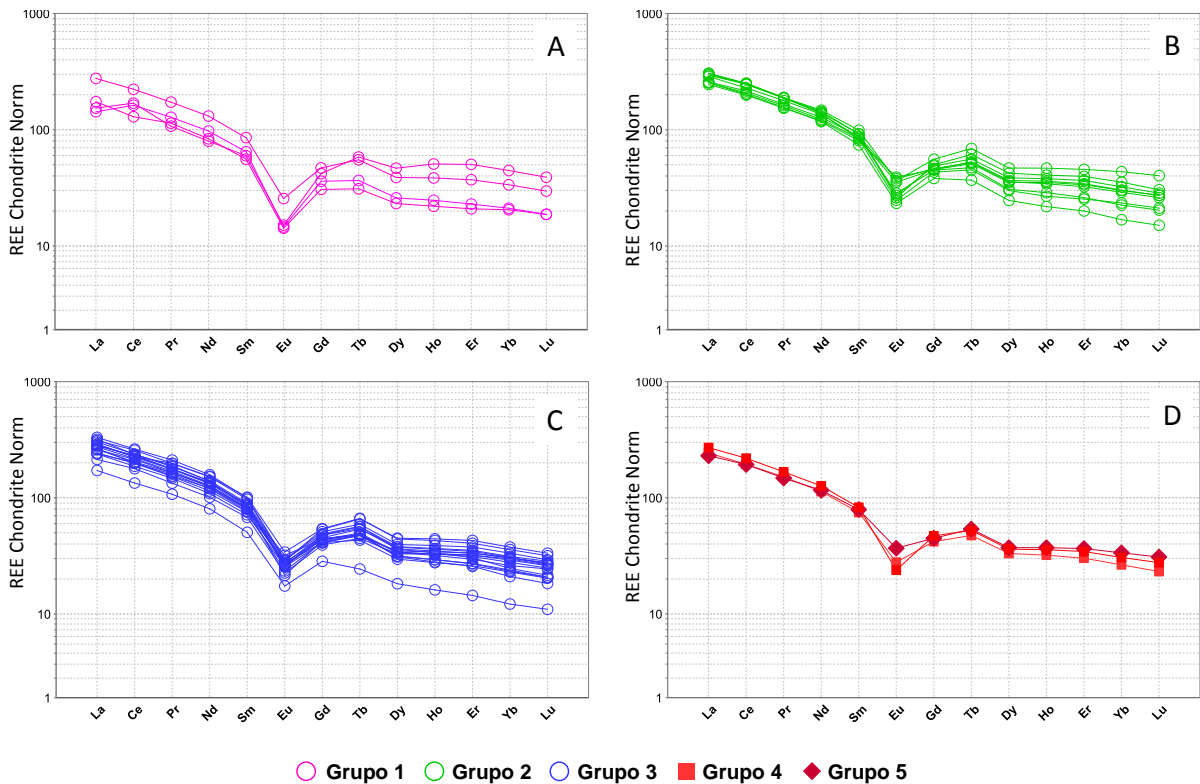 A
REE Chondrite Norm
1000
100
10
1
La Ce Pr Nd Sm Eu Gd Tb Dy Ho Er Yb Lu
B
REE Chondrite Norm
1000
100
10
1
La Ce Pr Nd Sm Eu Gd Tb Dy Ho Er Yb Lu
C
REE Chondrite Norm
1000
100
10
1
La Ce Pr Nd Sm Eu Gd Tb Dy Ho Er Yb Lu
D
REE Chondrite Norm
1000
100
10
1
La Ce Pr Nd Sm Eu Gd Tb Dy Ho Er Yb Lu
Grupo 1 Grupo 2 Grupo 3 Grupo 4 Grupo 5